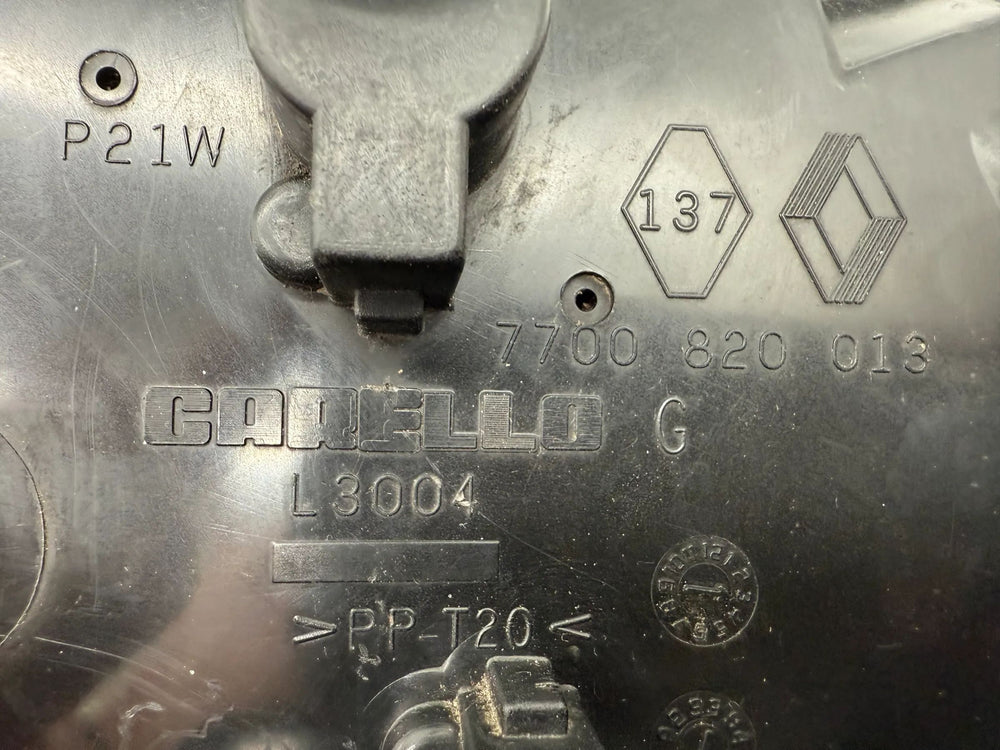 P21W
137
7700 820 013
CARELLO G
L3004
>PP-T20<